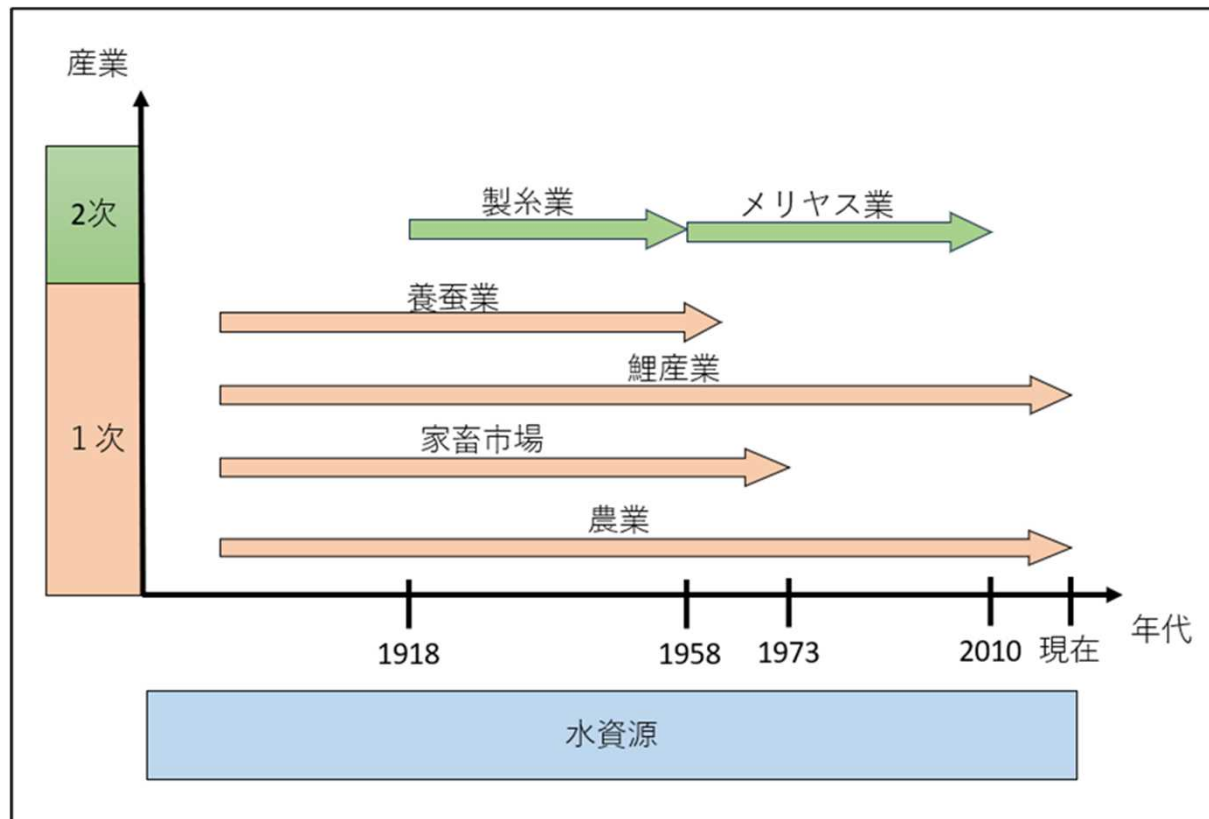 産業
2次
製糸業
メリヤス業
養蚕業
鯉産業
1次
家畜市場
農業
1918
1958
1973
2010
現在
年代
水資源